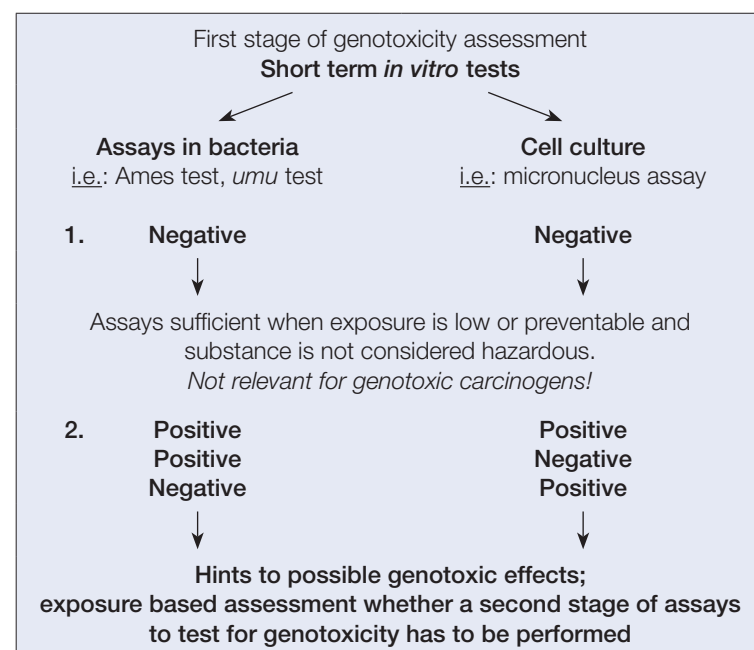 First stage of genotoxicity assessment
Short term in vitro tests
Assays in bacteria Cell culture
i.e.: Ames test, umu test i.e.: micronucleus assay
1. Negative Negative
Assays sufficient when exposure is low or preventable and
substance is not considered hazardous.
Not relevant for genotoxic carcinogens!
2. Positive Positive
Positive Negative
Negative Positive
Hints to possible genotoxic effects;
exposure based assessment whether a second stage of assays
to test for genotoxicity has to be performed